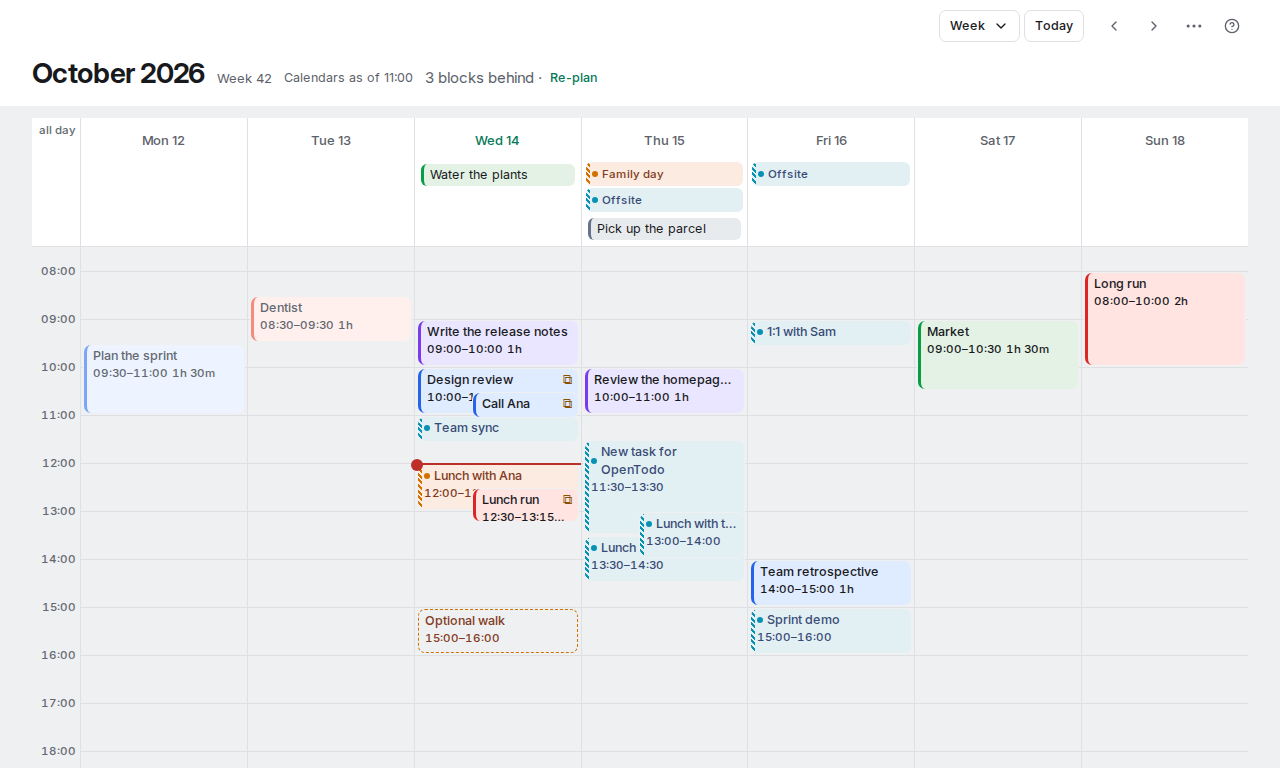 Week
Today
October 2026
Week 42
Calendars as of 11:00
3 blocks behind · Re-plan
all day
Mon 12
Tue 13
Wed 14
Thu 15
Fri 16
Sat 17
Sun 18
Water the plants
Family day
Offsite
Offsite
Pick up the parcel
08:00
09:00
10:00
11:00
12:00
13:00
14:00
15:00
16:00
17:00
18:00
Plan the sprint
09:30–11:00 1h 30m
Dentist
08:30–09:30 1h
Write the release notes
09:00–10:00 1h
Design review
10:00–1
Call Ana
Team sync
Lunch with Ana
12:00–1
Lunch run
12:30–13:15...
Optional walk
15:00–16:00
Review the homepag...
10:00–11:00 1h
New task for
OpenTodo
11:30–13:30
Lunch with t...
13:00–14:00
Lunch
13:30–14:30
1:1 with Sam
Team retrospective
14:00–15:00 1h
Sprint demo
15:00–16:00
Market
09:00–10:30 1h 30m
Long run
08:00–10:00 2h